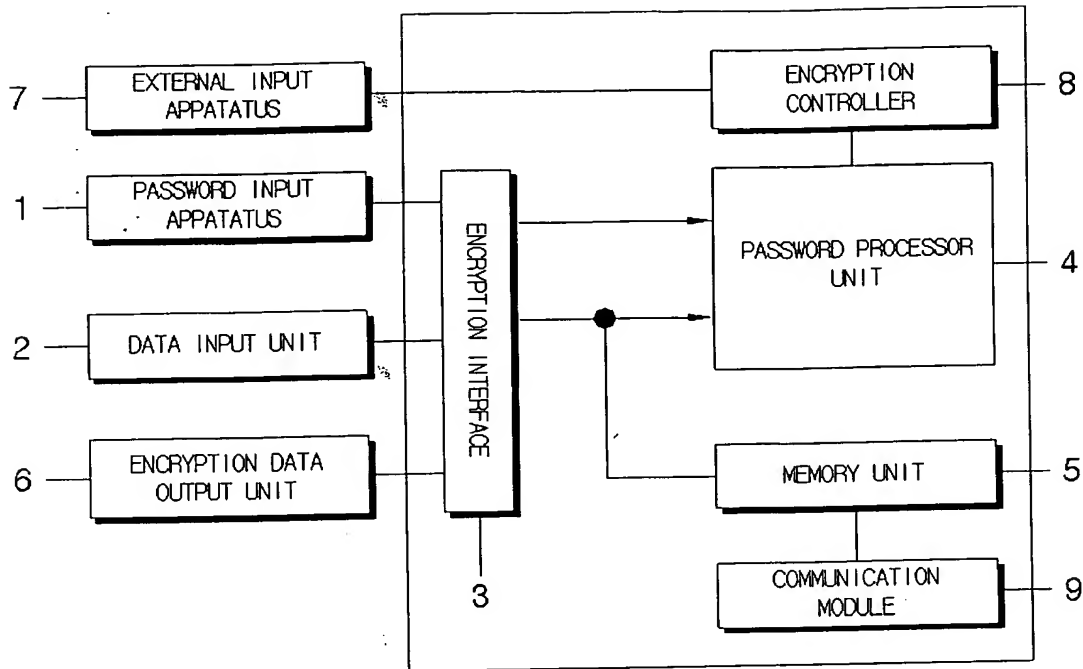 7
EXTERNAL INPUT
APPATATUS
ENCRYPTION
CONTROLLER
8
1
PASSWORD INPUT
APPATATUS
ENCRYPTION INTERFACE
PASSWORD PROCESSOR
UNIT
4
2
DATA INPUT UNIT
6
ENCRYPTION DATA
OUTPUT UNIT
MEMORY UNIT
5
3
COMMUNICATION
MODULE
9